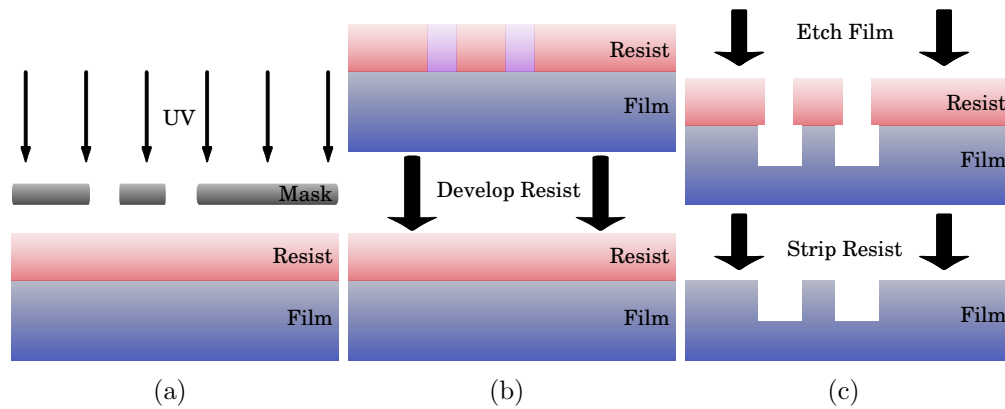 UV
Mask
Resist
Film
(a)
Resist
Film
Develop Resist
Resist
Film
(b)
Etch Film
Resist
Film
Strip Resist
Film
(c)